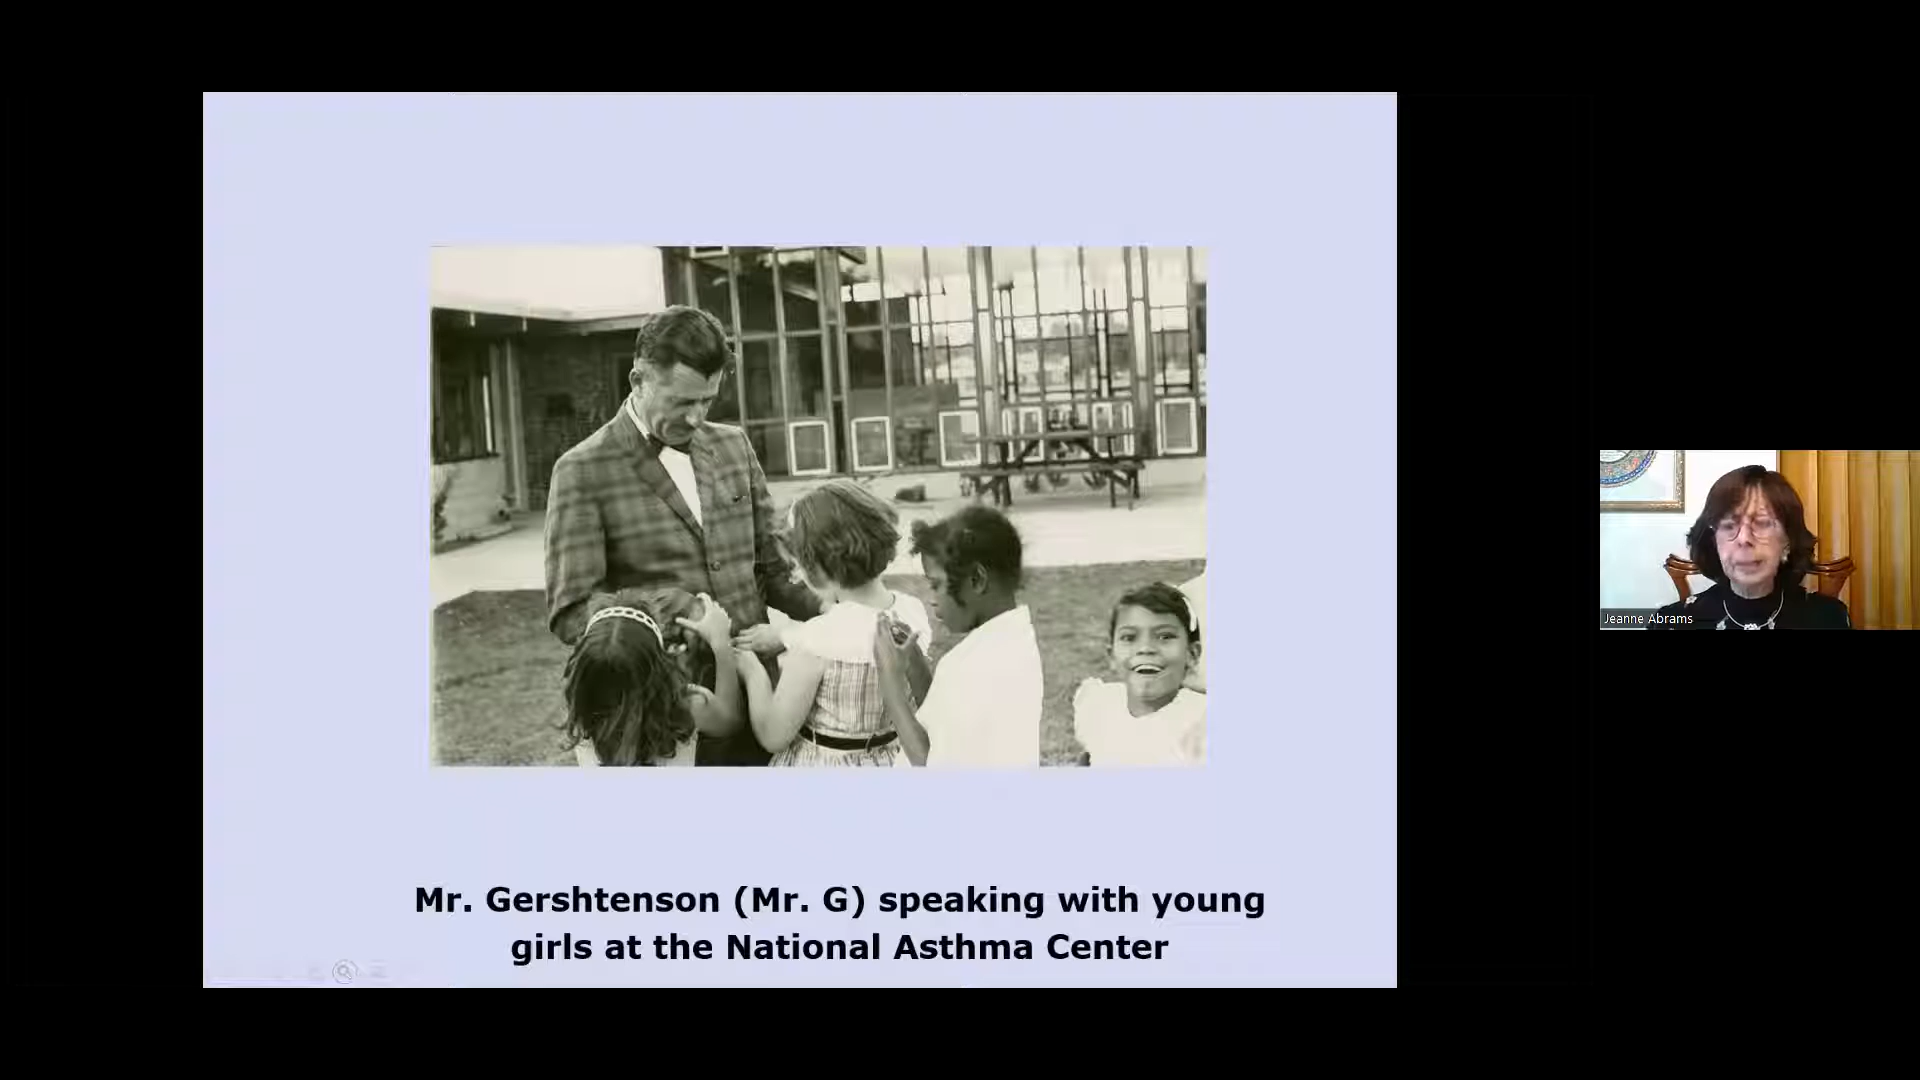 Mr. Gershtenson (Mr. G) speaking with young
girls at the National Asthma Center
Jeanne Abrams